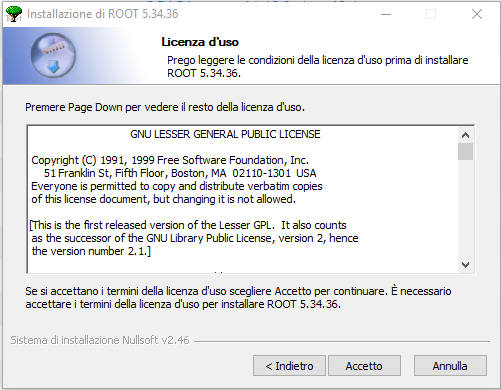 Installazione di ROOT 5.34.36
Licenza d'uso
Prego leggere le condizioni della licenza d'uso prima di installare
ROOT 5.34.36.
Premere Page Down per vedere il resto della licenza d'uso.
GNU LESSER GENERAL PUBLIC LICENSE
Copyright (C) 1991, 1999 Free Software Foundation, Inc.
51 Franklin St, Fifth Floor, Boston, MA  02110-1301  USA
Everyone is permitted to copy and distribute verbatim copies
of this license document, but changing it is not allowed.
[This is the first released version of the Lesser GPL.  It also counts
as the successor of the GNU Library Public License, version 2, hence
the version number 2.1.]
Se si accettano i termini della licenza d'uso scegliere Accetto per continuare. È necessario
accettare i termini della licenza d'uso per installare ROOT 5.34.36.
Sistema di installazione Nullsoft v2.46
< Indietro
Accetto
Annulla